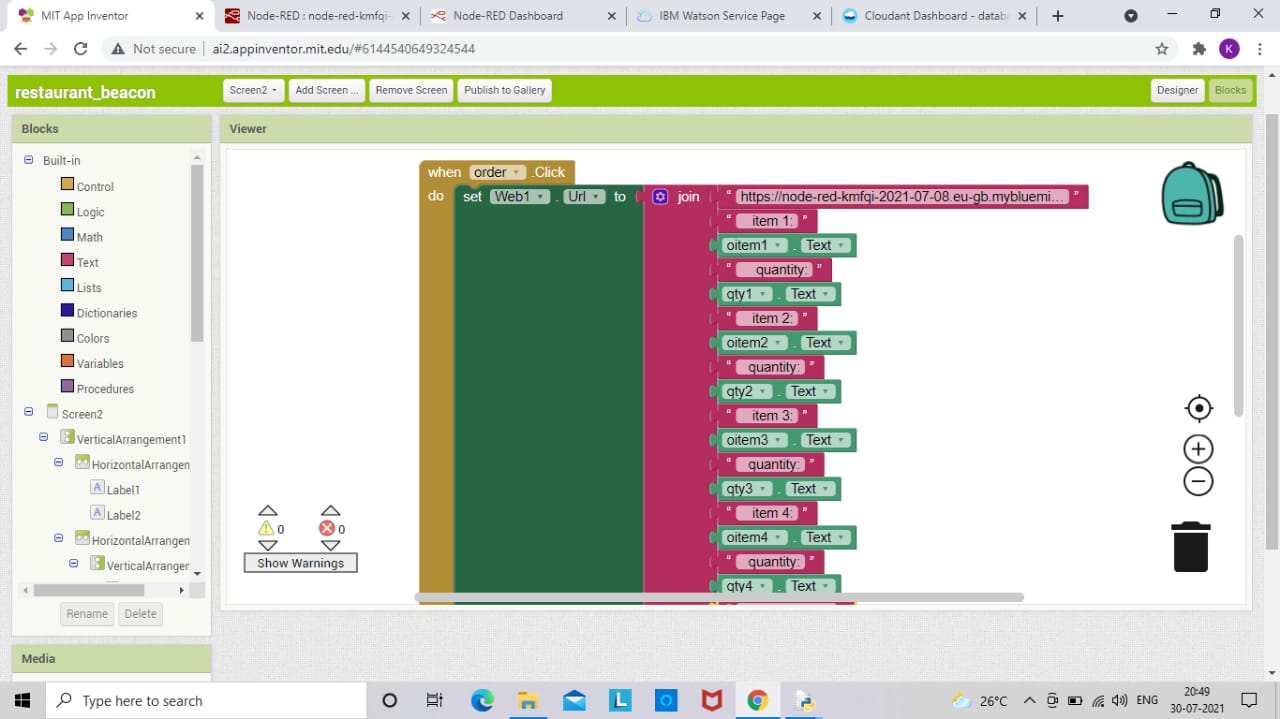 MIT App Inventor
Node-RED : node-red-kmfqi-
Node-RED Dashboard
IBM Watson Service Page
Cloudant Dashboard - databa
Not secure
ai2.appinventor.mit.edu/#6144540649324544
K
restaurant_beacon
Screen2
Add Screen ...
Remove Screen
Publish to Gallery
Designer
Blocks
Blocks
Viewer
Built-in
Control
Logic
Math
Text
Lists
Dictionaries
Colors
Variables
Procedures
Screen2
VerticalArrangement1
HorizontalArrangen
A Label1
A Label2
HorizontalArrangen
VerticalArranger
Rename
Delete
Media
when order .Click
do set Web1 . Url to join " https://node-red-kmfqi-2021-07-08.eu-gb.mybluemi... "
" item 1: "
oitem1 . Text
" quantity: "
qty1 . Text
" item 2: "
oitem2 . Text
" quantity: "
qty2 . Text
" item 3: "
oitem3 . Text
" quantity: "
qty3 . Text
" item 4: "
oitem4 . Text
" quantity: "
qty4 . Text
0 0
Show Warnings
Type here to search
L
26°C
ENG
20:49
30-07-2021